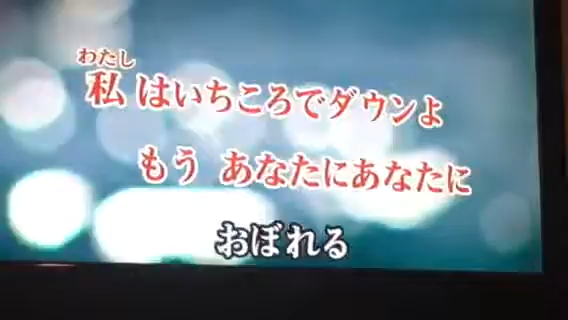 わたし
私はいちころでダウンよ
もう あなたにあなたに
おぼれる